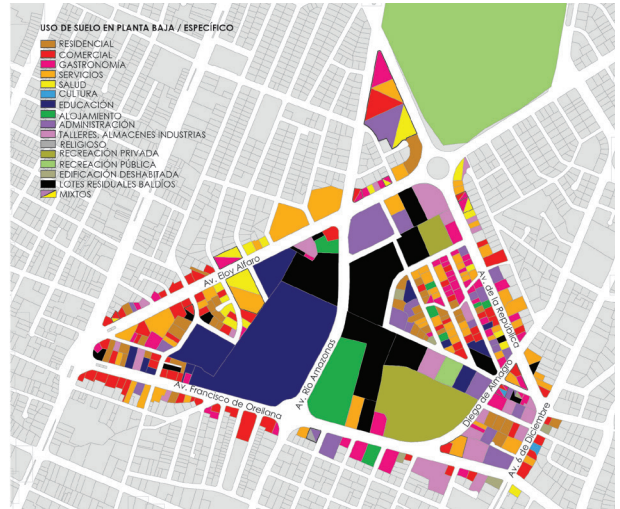 USO DE SUELO EN PLANTA BAJA / ESPECÍFICO
RESIDENCIAL
COMERCIAL
GASTRONOMIA
SERVICIOS
SALUD
CULTURA
EDUCACIÓN
ALOJAMIENTO
ADMINISTRACIÓN
TALLERES, ALMACENES INDUSTRIAS
RELIGIOSO
RECREACIÓN PRIVADA
RECREACIÓN PÚBLICA
EDIFICACIÓN DESHABITADA
LOTES RESIDUALES BALDÍOS
MIXTOS
Av. Eloy Alfaro
Av. de la República
Av. Río Amazonas
Av. Francisco de Orellana
Diego de Almagro
Av. 6 de Diciembre